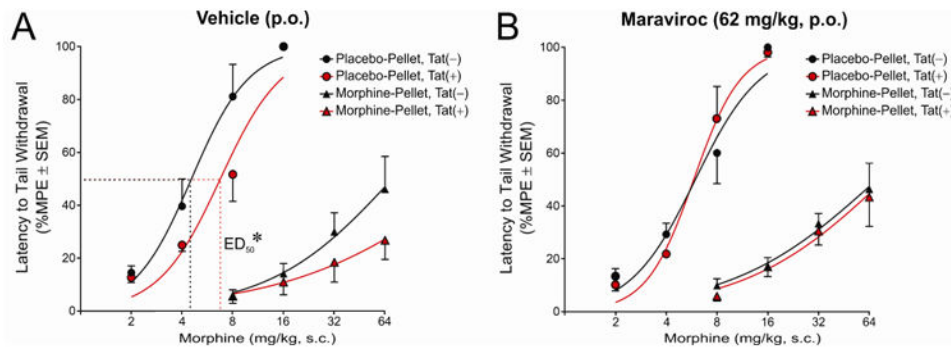 A
Vehicle (p.o.)
Latency to Tail Withdrawal
(%MPE ± SEM)
100
80
60
40
20
0
Placebo-Pellet, Tat(−)
Placebo-Pellet, Tat(+)
Morphine-Pellet, Tat(−)
Morphine-Pellet, Tat(+)
ED50*
2 4 8 16 32 64
Morphine (mg/kg, s.c.)
B
Maraviroc (62 mg/kg, p.o.)
Latency to Tail Withdrawal
(%MPE ± SEM)
100
80
60
40
20
0
Placebo-Pellet, Tat(−)
Placebo-Pellet, Tat(+)
Morphine-Pellet, Tat(−)
Morphine-Pellet, Tat(+)
2 4 8 16 32 64
Morphine (mg/kg, s.c.)